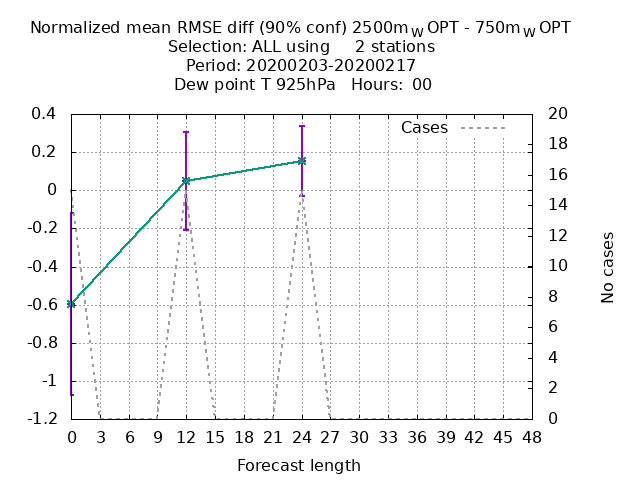 Normalized mean RMSE diff (90% conf) 2500m_W OPT - 750m_W OPT
Selection: ALL using 2 stations
Period: 20200203-20200217
Dew point T 925hPa Hours: 00
Cases
0.4
0.2
0
-0.2
-0.4
-0.6
-0.8
-1
-1.2
20
18
16
14
12
10
8
6
4
2
0
No cases
0 3 6 9 12 15 18 21 24 27 30 33 36 39 42 45 48
Forecast length